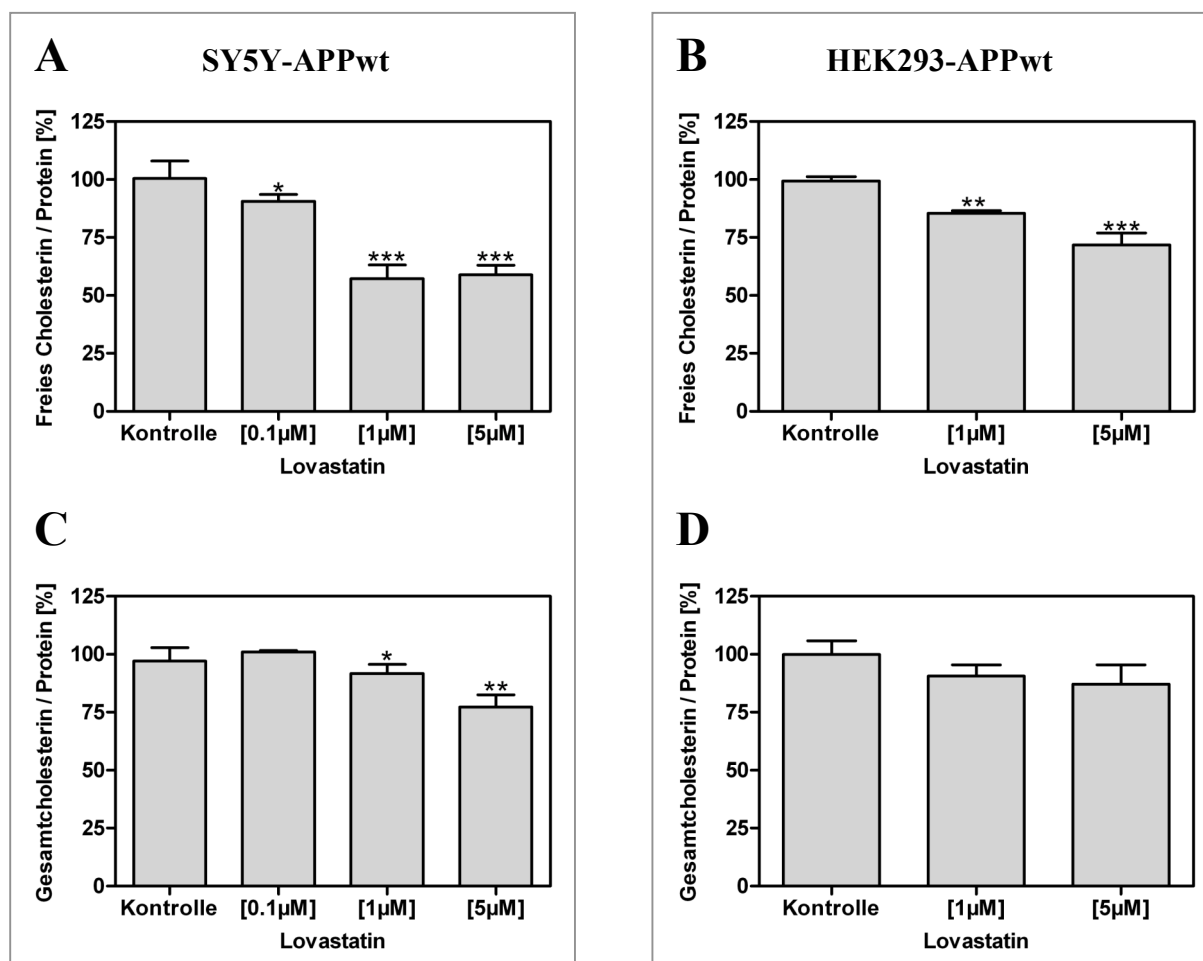 A SY5Y-APPwt
Freies Cholesterin / Protein [%]
125
100
75
50
25
0
*
***
***
Kontrolle [0.1µM] [1µM] [5µM]
Lovastatin
B HEK293-APPwt
Freies Cholesterin / Protein [%]
125
100
75
50
25
0
**
***
Kontrolle [1µM] [5µM]
Lovastatin
C
Gesamtcholesterin / Protein [%]
125
100
75
50
25
0
*
**
Kontrolle [0.1µM] [1µM] [5µM]
Lovastatin
D
Gesamtcholesterin / Protein [%]
125
100
75
50
25
0
Kontrolle [1µM] [5µM]
Lovastatin